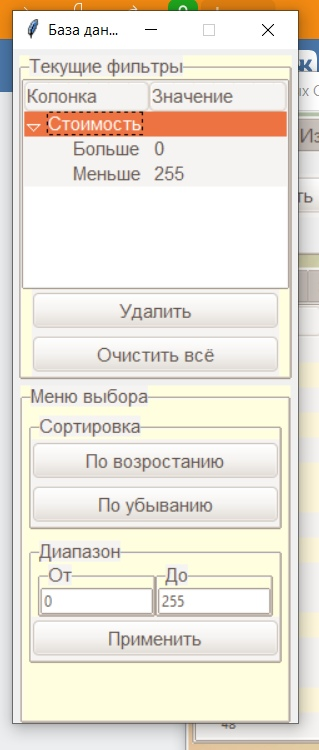 База дан...
Текущие фильтры
Колонка Значение
Стоимость
Больше 0
Меньше 255
Удалить
Очистить всё
Меню выбора
Сортировка
По возростанию
По убыванию
Диапазон
От До
0 255
Применить
48